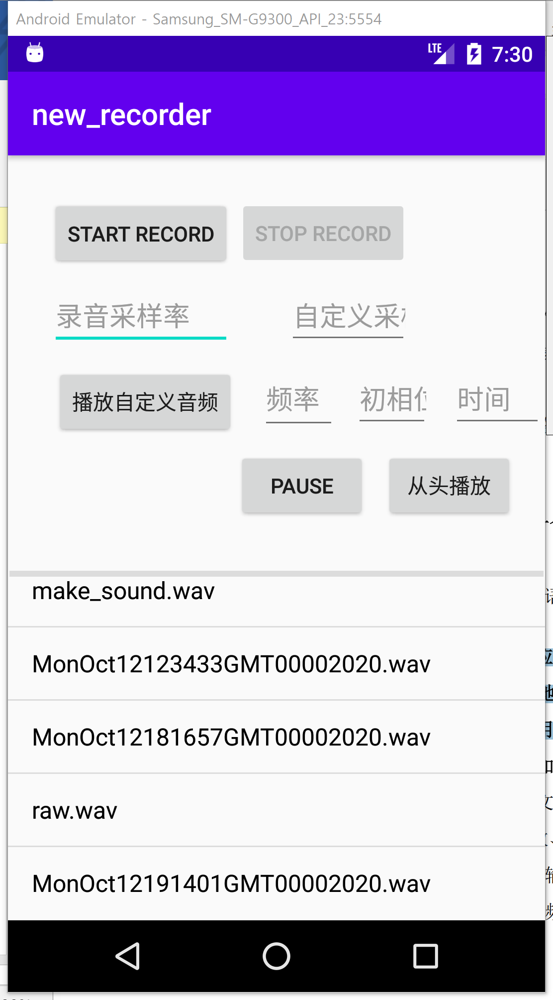 Android Emulator - Samsung_SM-G9300_API_23:5554
LTE 7:30
new_recorder
START RECORD STOP RECORD
录音采样率 自定义采
播放自定义音频 频率 初相 时间
PAUSE 从头播放
make_sound.wav
MonOct12123433GMT00002020.wav
MonOct12181657GMT00002020.wav
raw.wav
MonOct12191401GMT00002020.wav